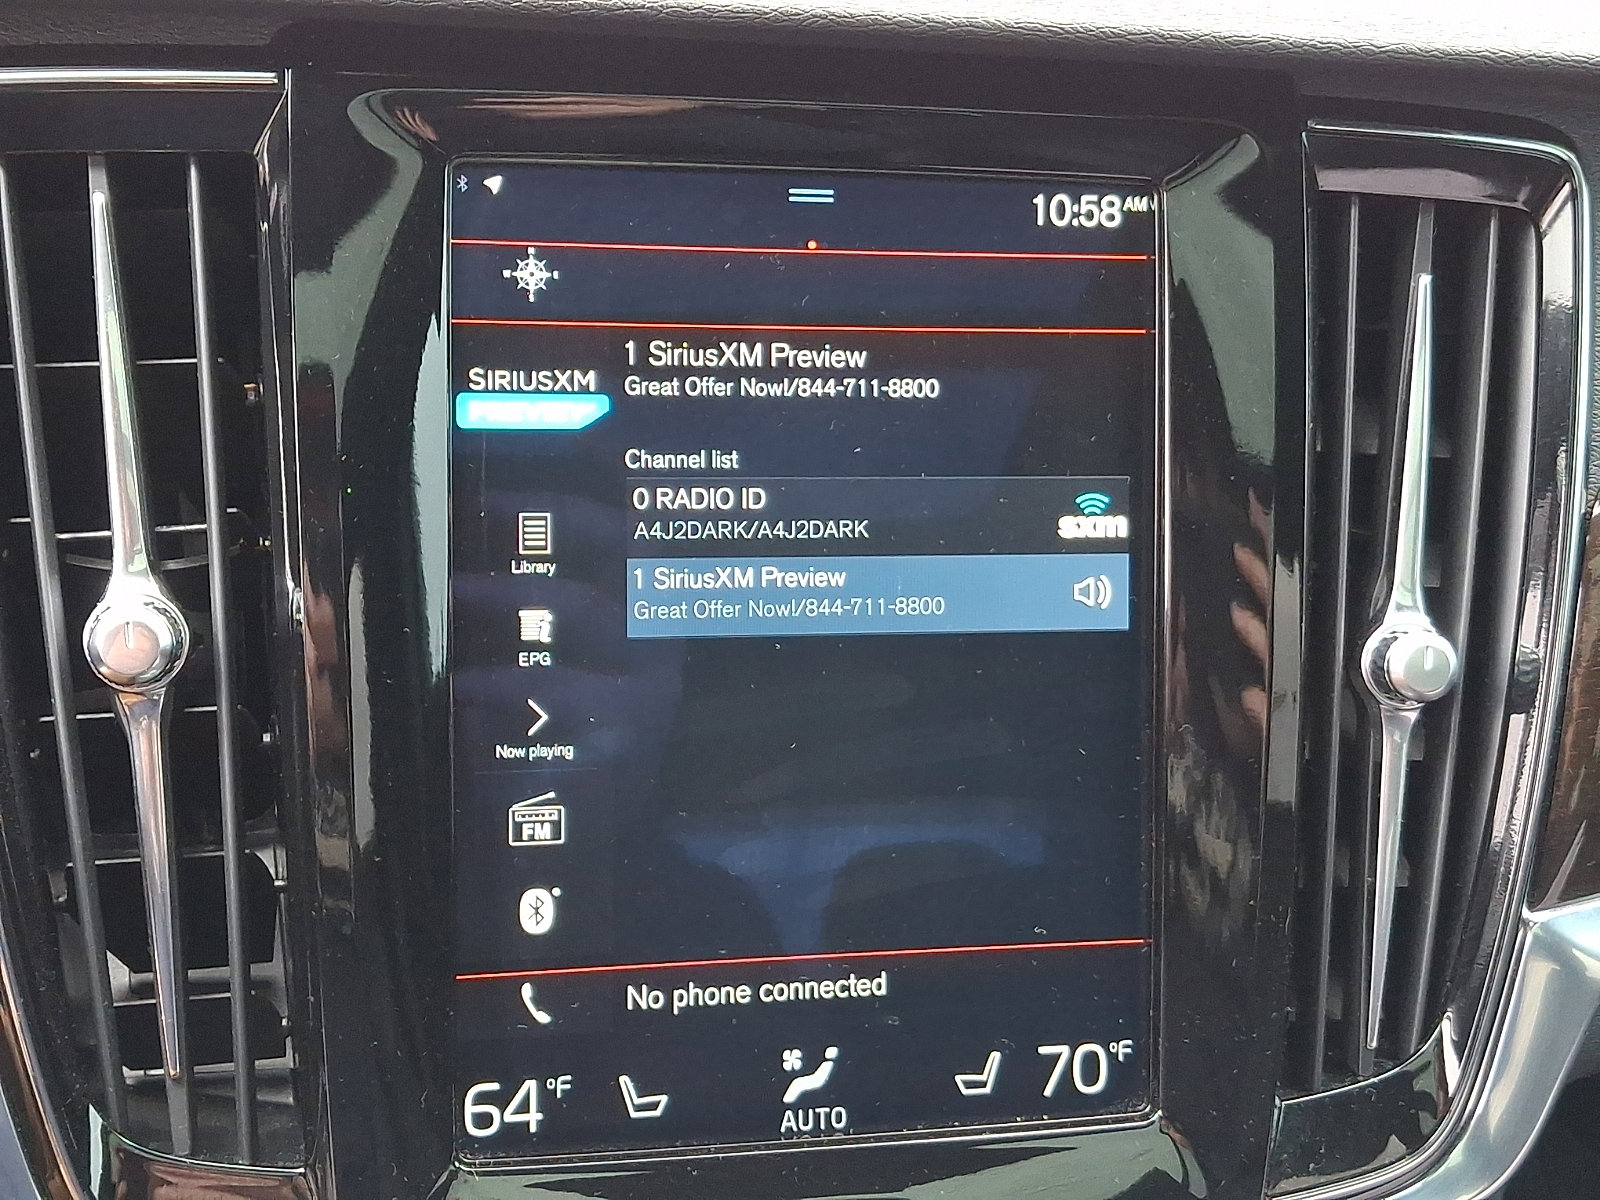 10:58 AM
N
W E
S
SIRIUSXM
PREVIEW
1 SiriusXM Preview
Great Offer Now!/844-711-8800
Channel list
0 RADIO ID
A4J2DARK/A4J2DARK
sxm
1 SiriusXM Preview
Great Offer Now!/844-711-8800
Library
EPG
Now playing
FM
No phone connected
64°F
AUTO
70°F